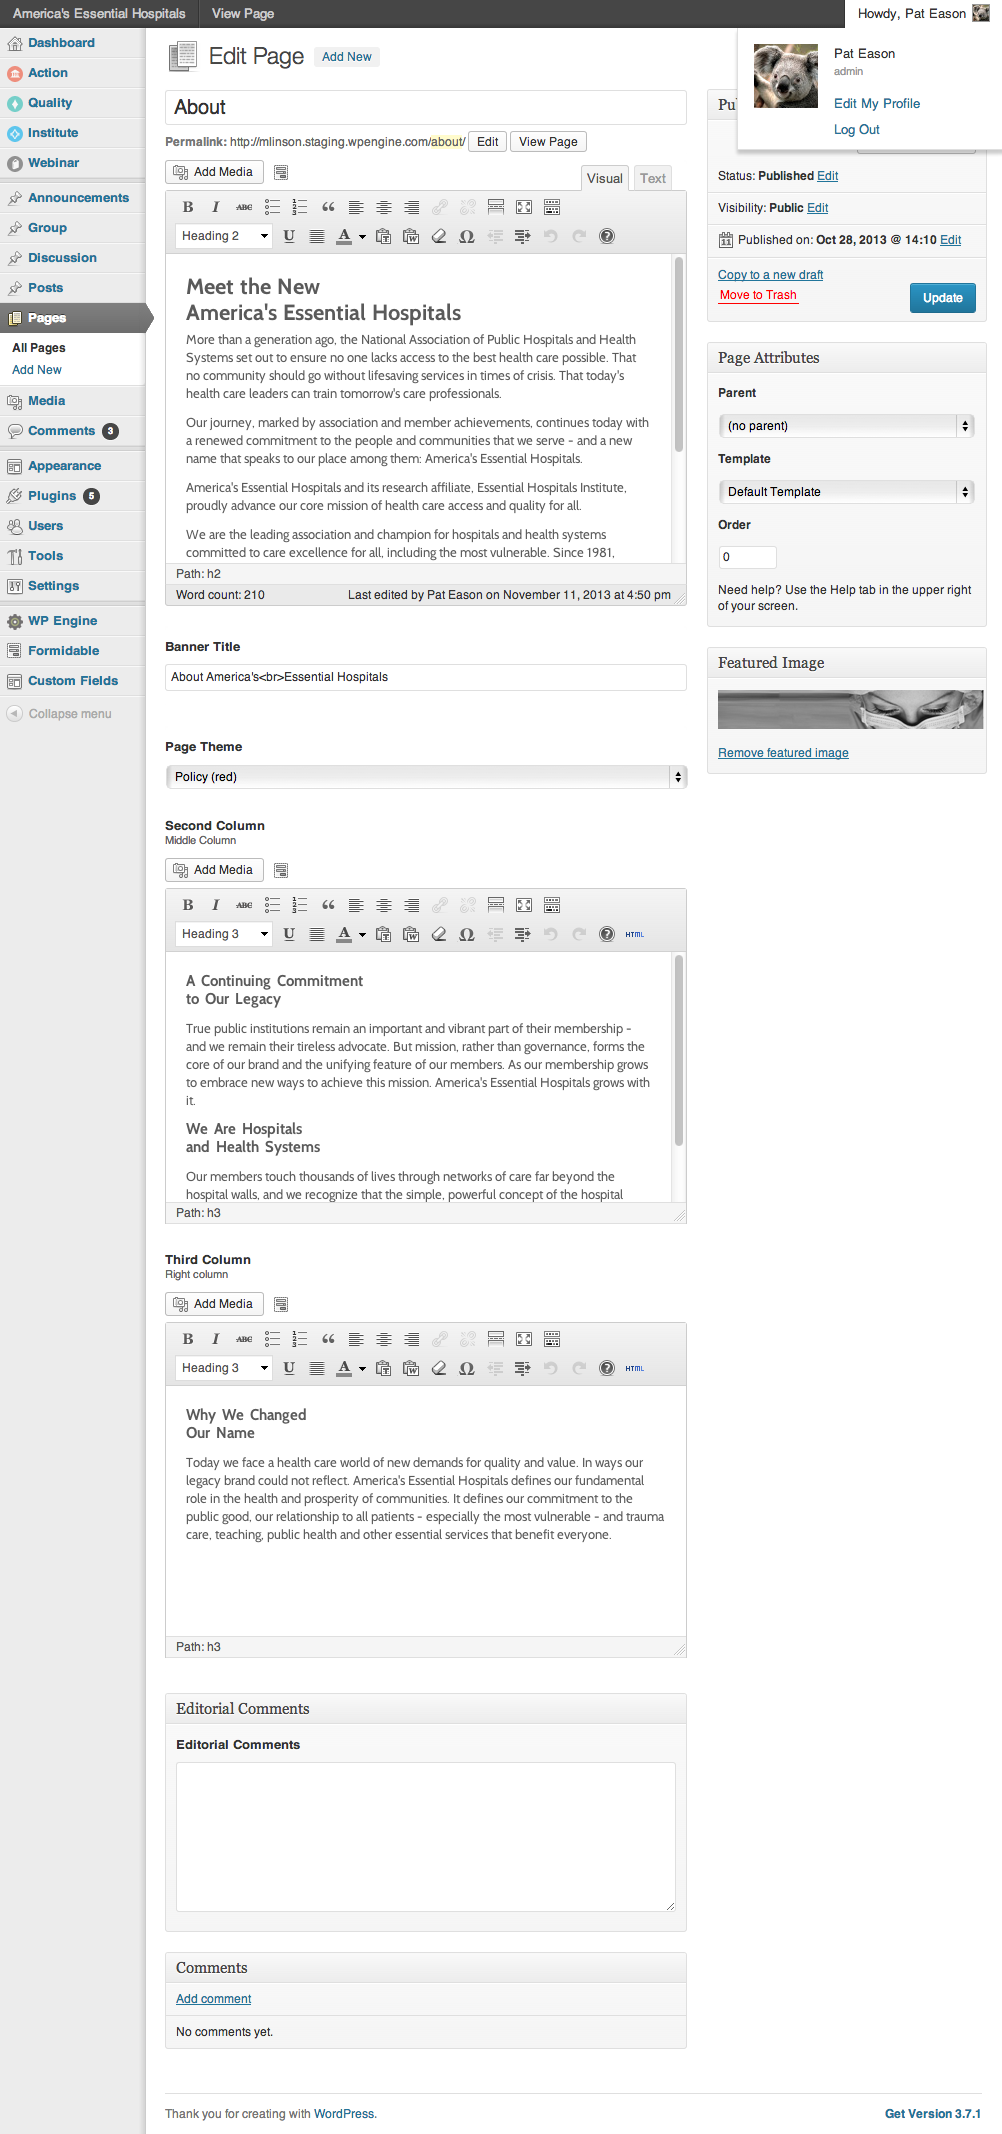 America's Essential Hospitals
View Page
Howdy, Pat Eason
Pat Eason
admin
Edit My Profile
Log Out
Dashboard
Action
Quality
Institute
Webinar
Announcements
Group
Discussion
Posts
Pages
All Pages
Add New
Media
Comments 3
Appearance
Plugins 5
Users
Tools
Settings
WP Engine
Formidable
Custom Fields
Collapse menu
Edit Page
Add New
About
Permalink: http://mlinson.staging.wpengine.com/about/ Edit View Page
Add Media
Visual
Text
B I ABC
Heading 2
U A
Meet the New
America's Essential Hospitals
More than a generation ago, the National Association of Public Hospitals and Health
Systems set out to ensure no one lacks access to the best health care possible. That
no community should go without lifesaving services in times of crisis. That today's
health care leaders can train tomorrow's care professionals.
Our journey, marked by association and member achievements, continues today with
a renewed commitment to the people and communities that we serve - and a new
name that speaks to our place among them: America's Essential Hospitals.
America's Essential Hospitals and its research affiliate, Essential Hospitals Institute,
proudly advance our core mission of health care access and quality for all.
We are the leading association and champion for hospitals and health systems
committed to care excellence for all, including the most vulnerable. Since 1981,
Path: h2
Word count: 210
Last edited by Pat Eason on November 11, 2013 at 4:50 pm
Banner Title
About America's<br>Essential Hospitals
Page Theme
Policy (red)
Second Column
Middle Column
Add Media
B I ABC
Heading 3
U A HTML
A Continuing Commitment
to Our Legacy
True public institutions remain an important and vibrant part of their membership -
and we remain their tireless advocate. But mission, rather than governance, forms the
core of our brand and the unifying feature of our members. As our membership grows
to embrace new ways to achieve this mission. America's Essential Hospitals grows with
it.
We Are Hospitals
and Health Systems
Our members touch thousands of lives through networks of care far beyond the
hospital walls, and we recognize that the simple, powerful concept of the hospital
Path: h3
Third Column
Right column
Add Media
B I ABC
Heading 3
U A HTML
Why We Changed
Our Name
Today we face a health care world of new demands for quality and value. In ways our
legacy brand could not reflect. America's Essential Hospitals defines our fundamental
role in the health and prosperity of communities. It defines our commitment to the
public good, our relationship to all patients - especially the most vulnerable - and trauma
care, teaching, public health and other essential services that benefit everyone.
Path: h3
Editorial Comments
Editorial Comments
Comments
Add comment
No comments yet.
Status: Published Edit
Visibility: Public Edit
Published on: Oct 28, 2013 @ 14:10 Edit
Copy to a new draft
Move to Trash
Update
Page Attributes
Parent
(no parent)
Template
Default Template
Order
0
Need help? Use the Help tab in the upper right
of your screen.
Featured Image
Remove featured image
Thank you for creating with WordPress.
Get Version 3.7.1